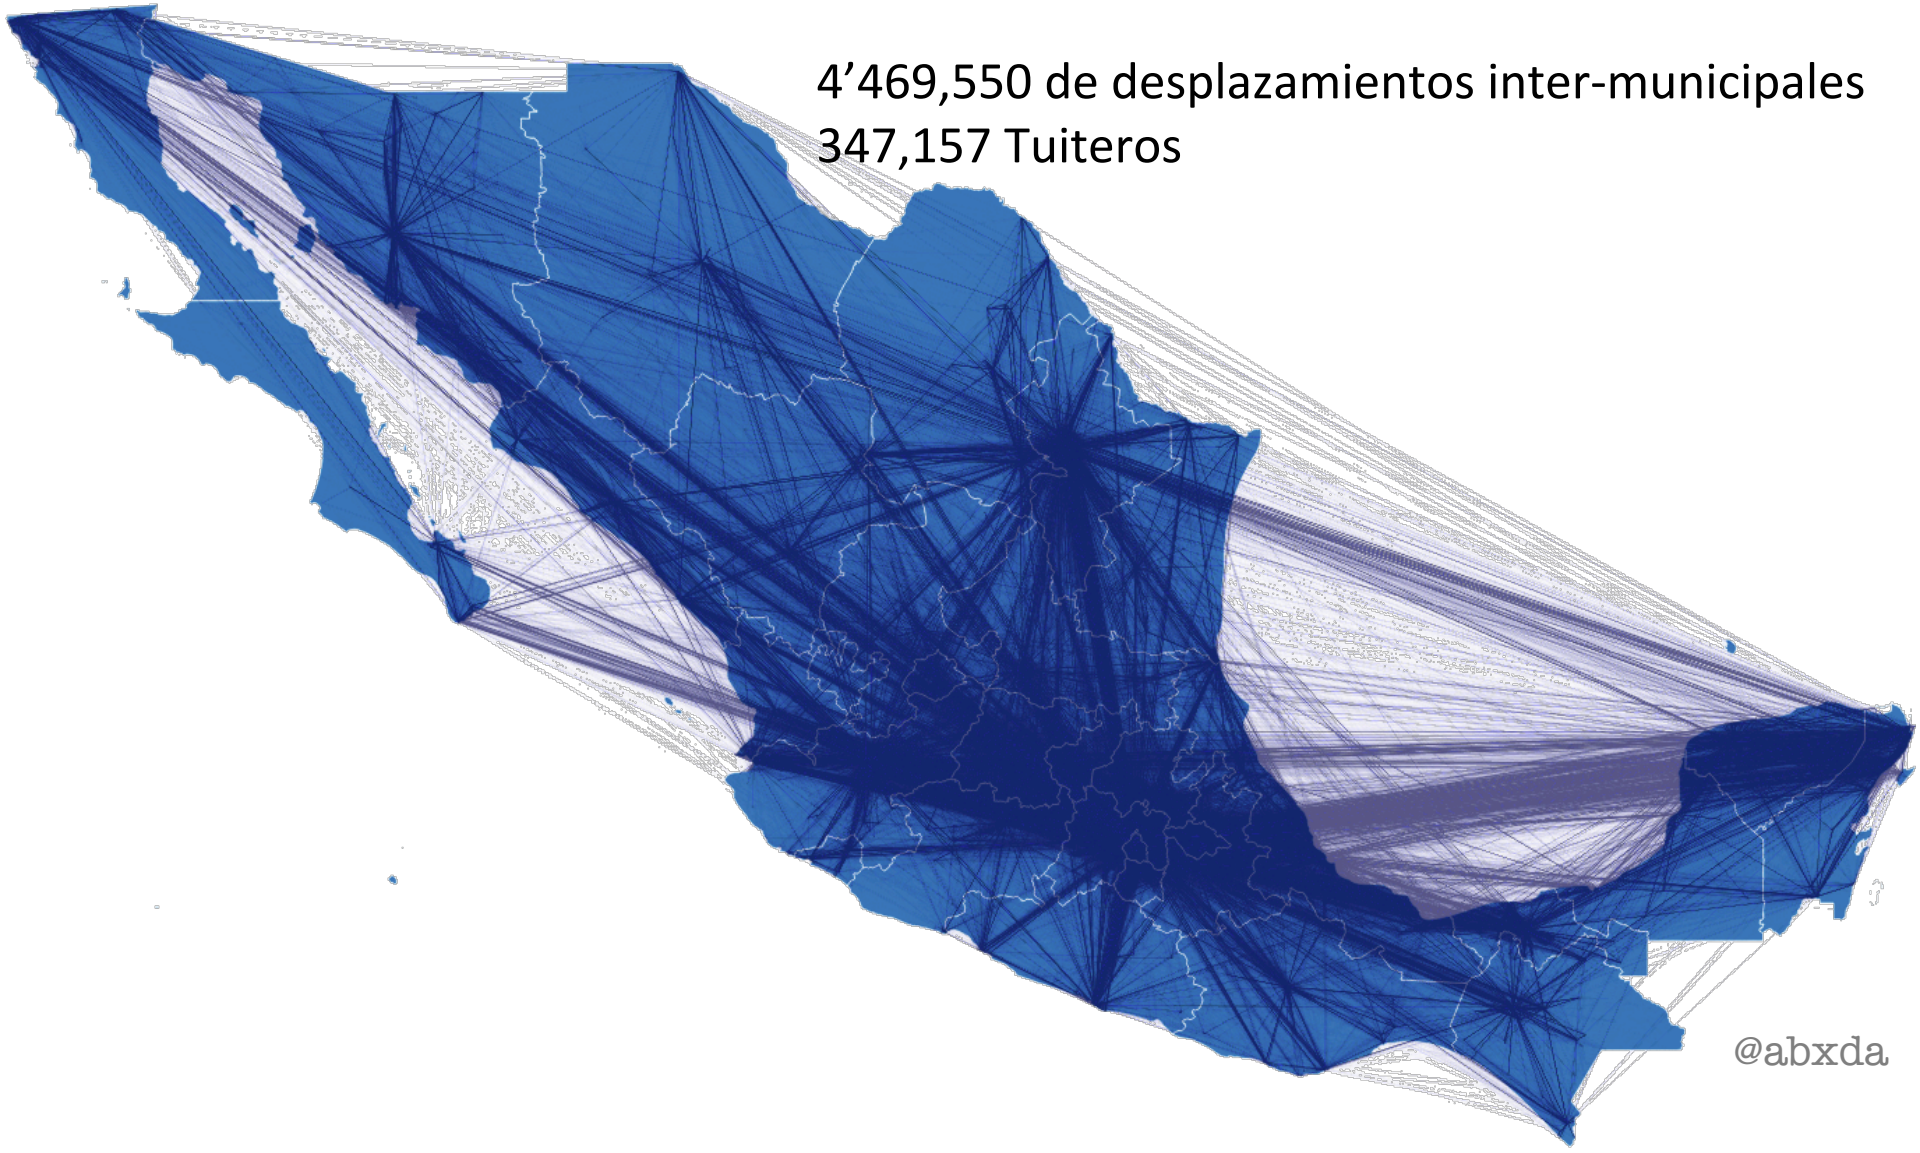 4’469,550 de desplazamientos inter-municipales
347,157 Tuiteros
@abxda